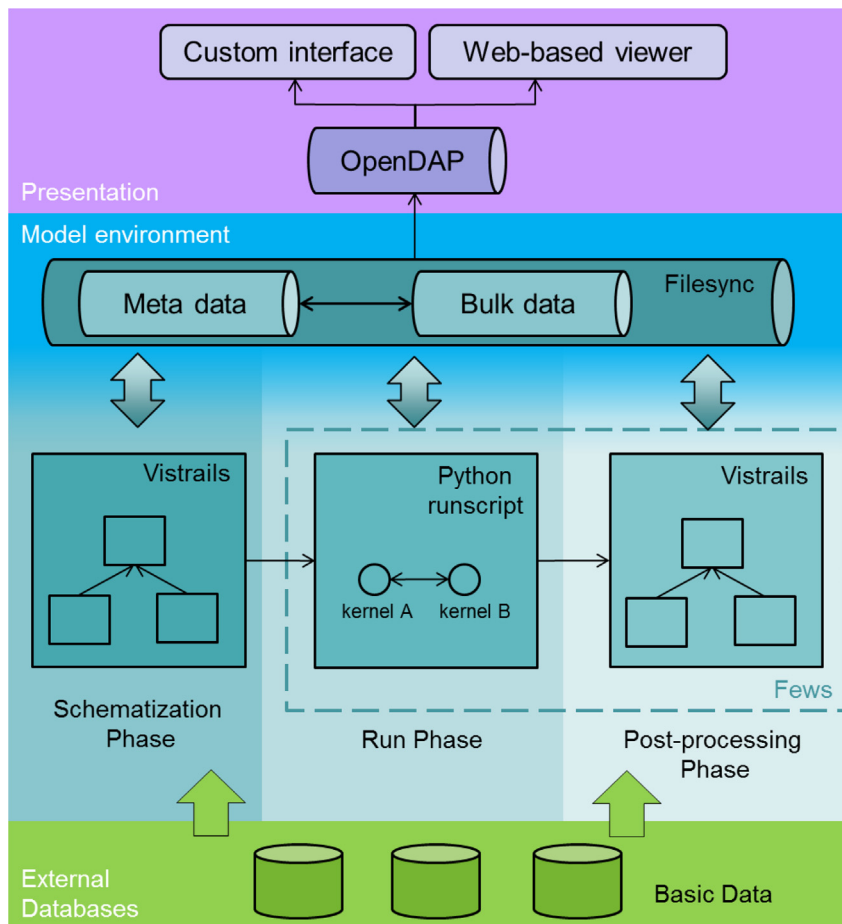 Custom interface
Web-based viewer
OpenDAP
Presentation
Model environment
Filesync
Meta data
Bulk data
Vistrails
Python
runscript
Vistrails
kernel A
kernel B
Fews
Schematization
Phase
Run Phase
Post-processing
Phase
External
Databases
Basic Data